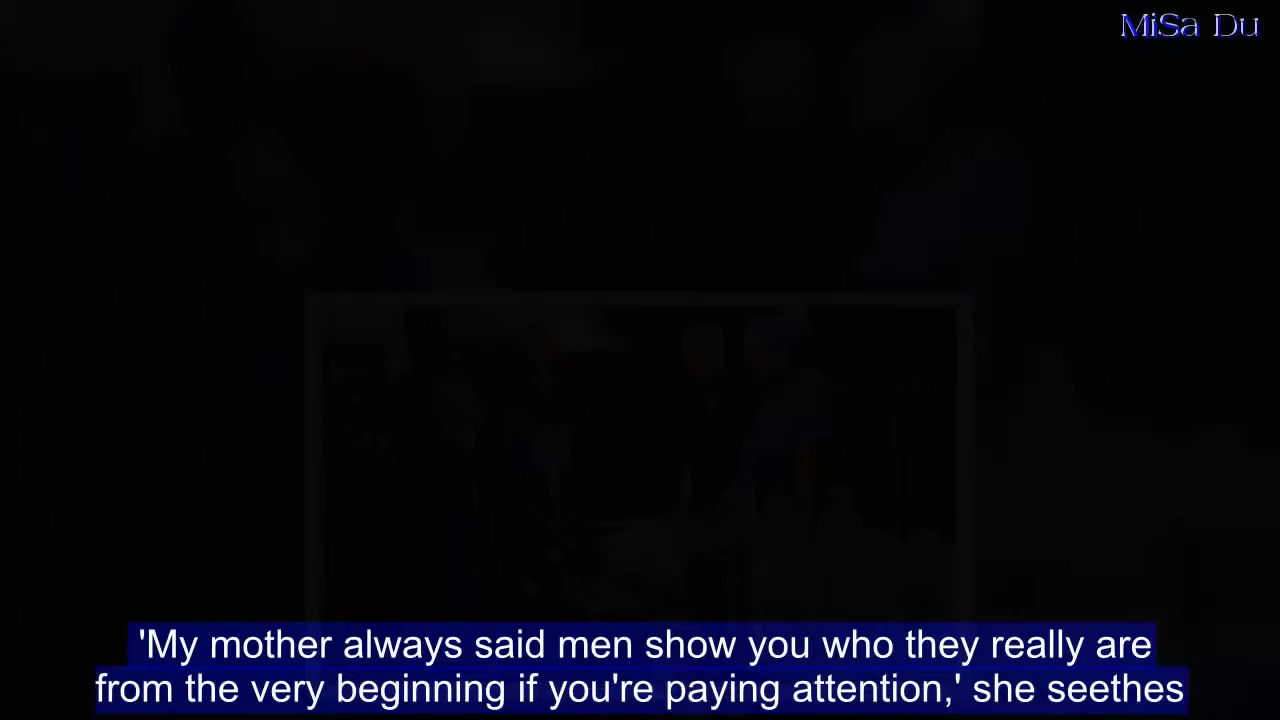 MiSa Du
'My mother always said men show you who they really are
from the very beginning if you're paying attention,' she seethes